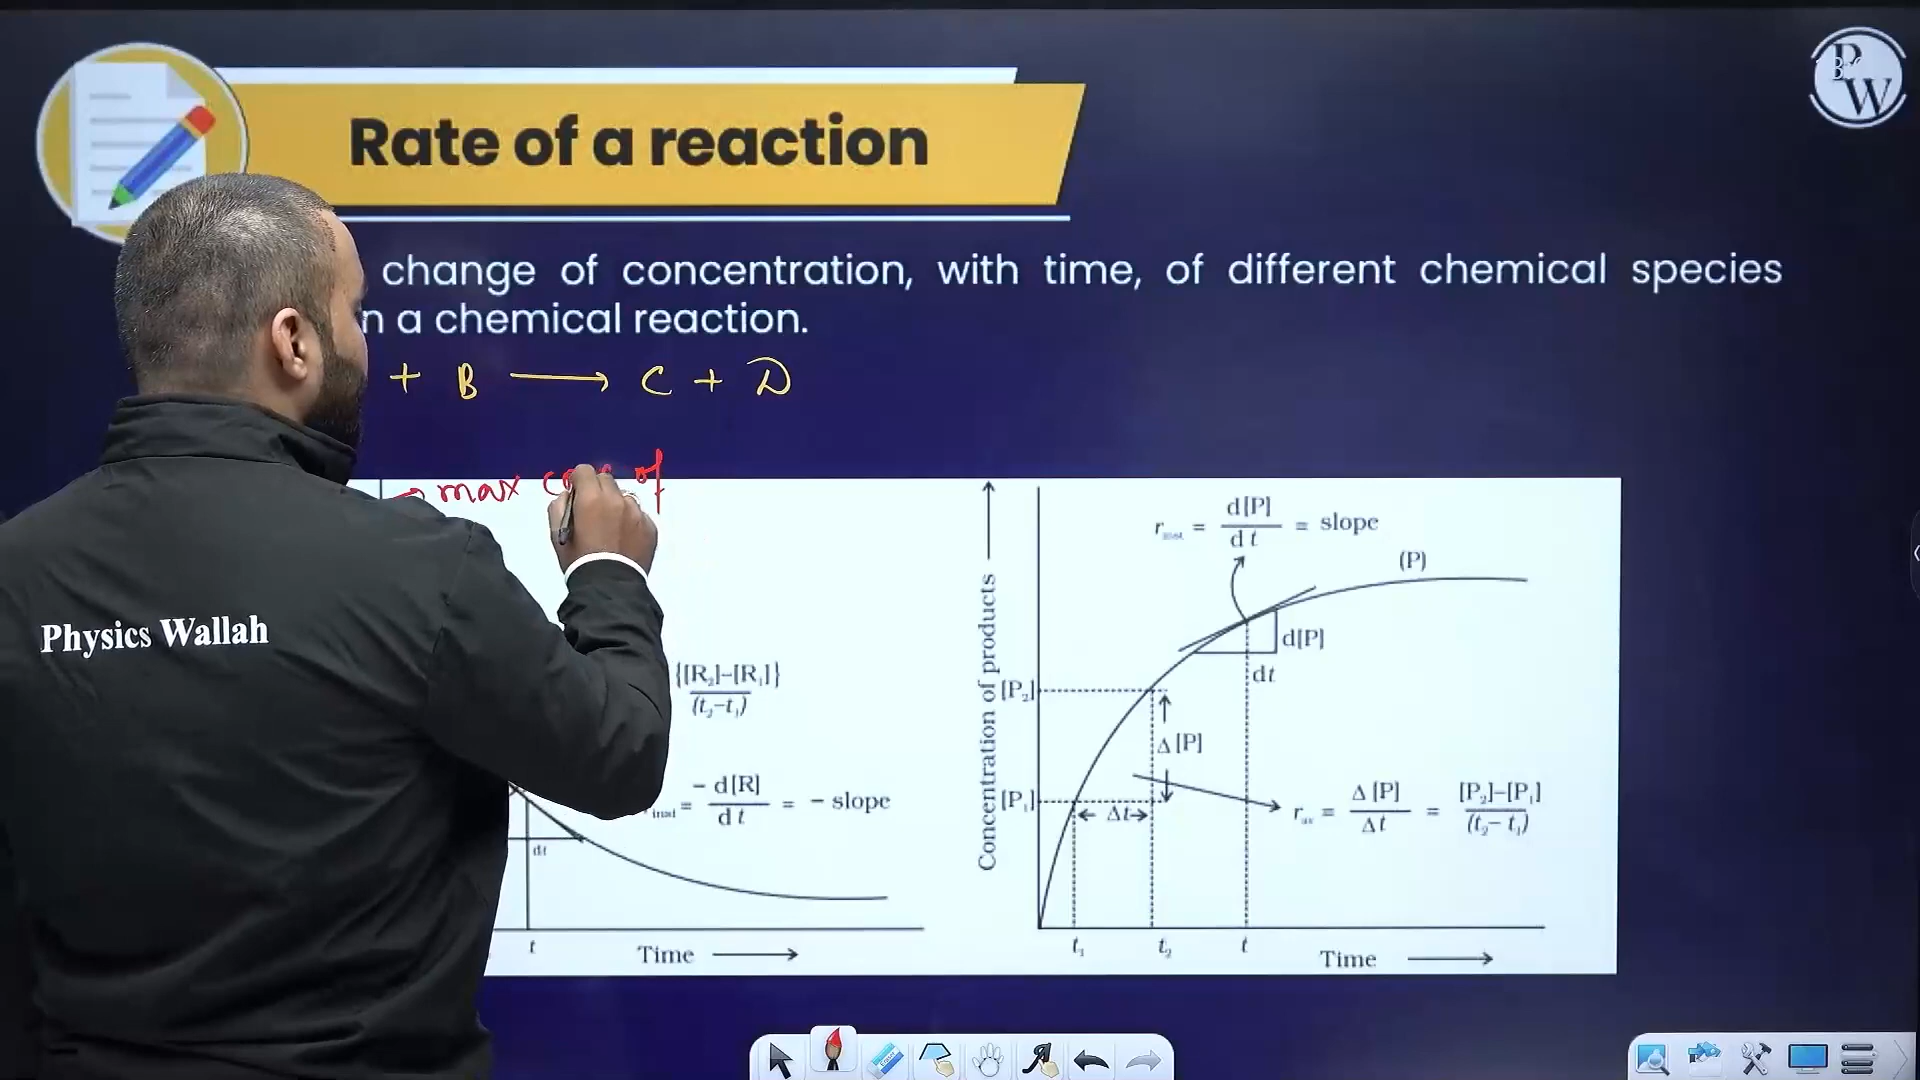 PW
Rate of a reaction
change of concentration, with time, of different chemical species
n a chemical reaction.
+ B ⟶ C + D
→ max of
Physics Wallah
{[R₂]–[R₁]}
(t₂–t₁)
– d[R]
= = – slope
d t
dt
t
Time ⟶
Concentration of products ⟶
d[P]
r = = slope
d t
(P)
d[P]
dt
[P₂]
Δ [P]
[P₁]
Δt
Δ [P] [P₂]–[P₁]
r = =
Δt (t₂– t₁)
t₁ t₂ t
Time ⟶